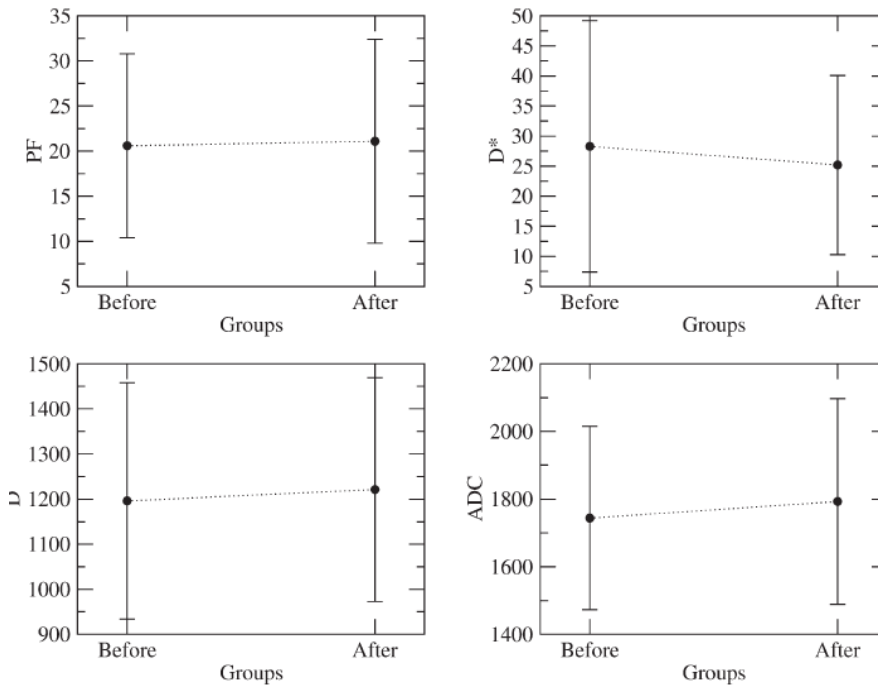 35
30
25
20
15
10
5
PF
Before
After
Groups
50
45
40
35
30
25
20
15
10
5
D*
Before
After
Groups
1500
1400
1300
1200
1100
1000
900
D
Before
After
Groups
2200
2000
1800
1600
1400
ADC
Before
After
Groups